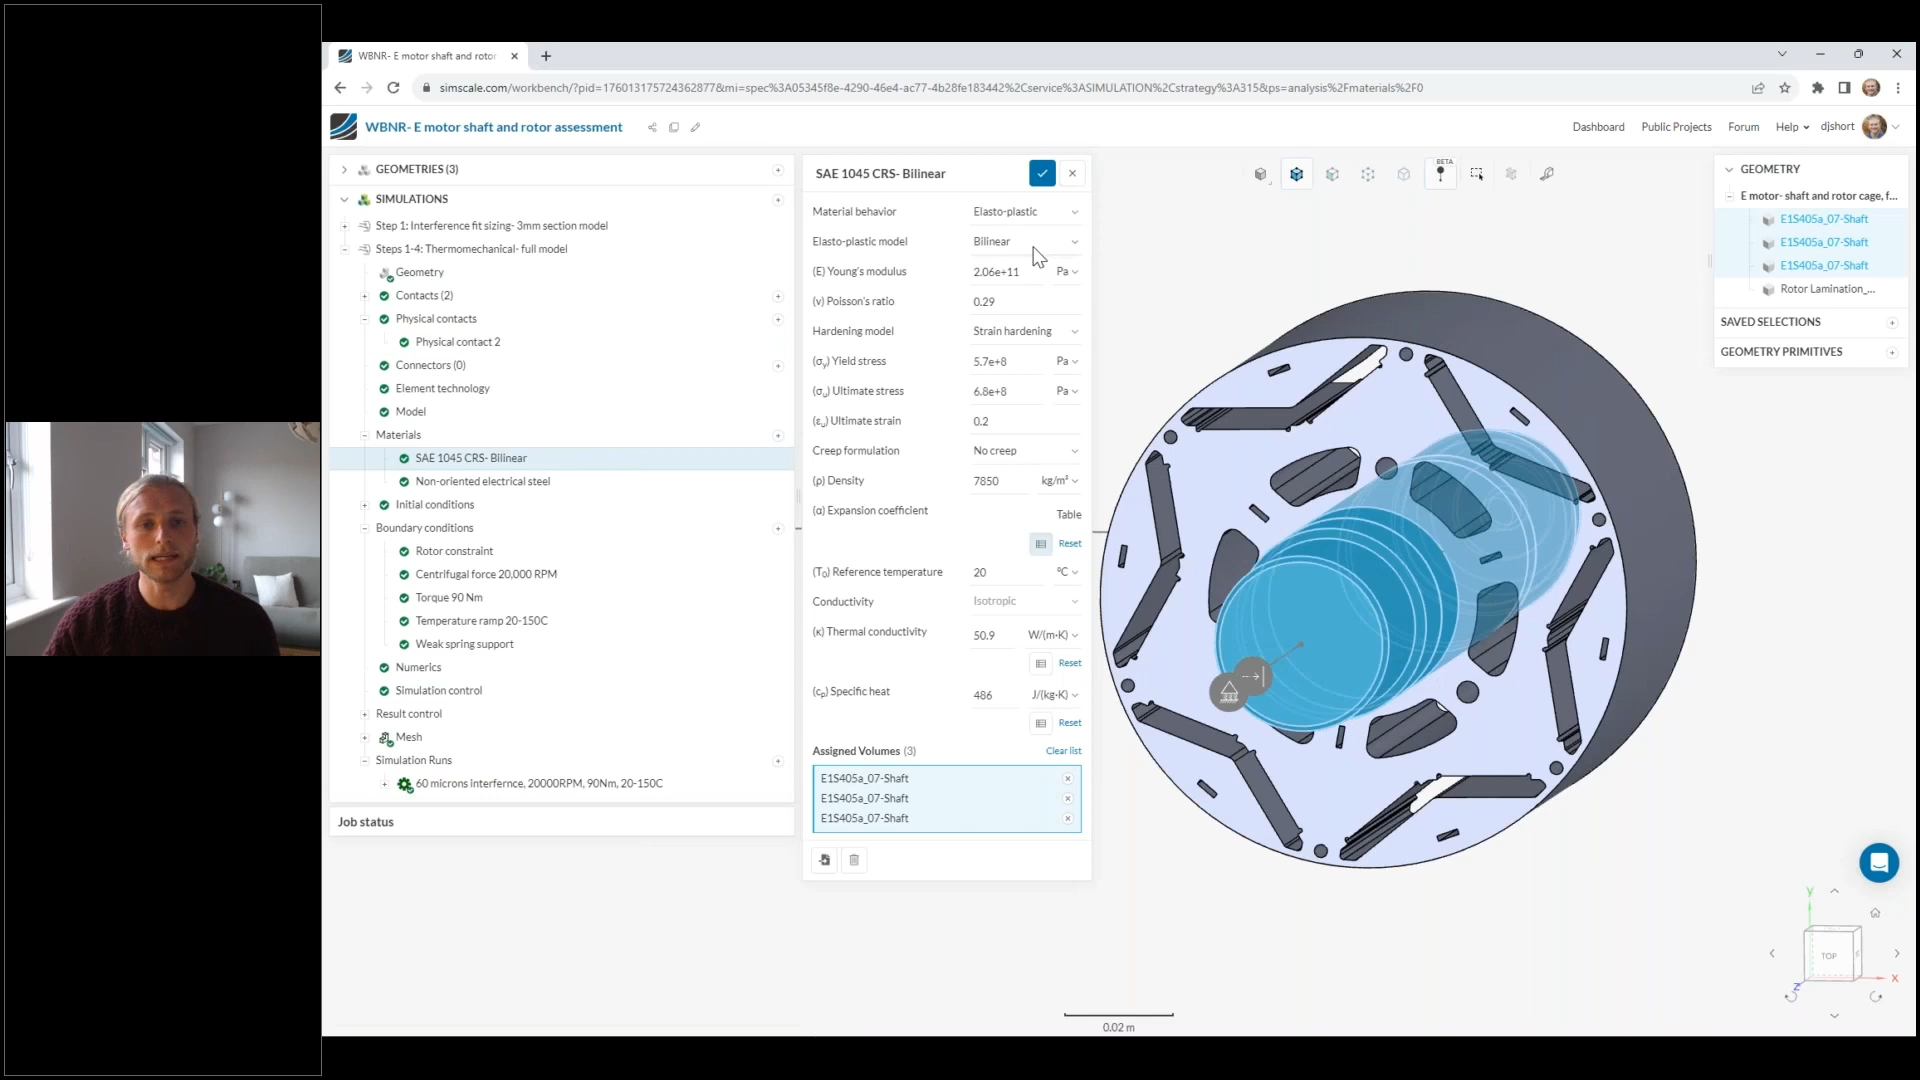 WBNR- E motor shaft and rotor
simscale.com/workbench/?pid=176013175724362877&mi=spec%3A05345f8e-4290-46e4-ac77-4b28fe183442%2Cservice%3ASIMULATION%2Cstrategy%3A315&ps=analysis%2Fmaterials%2F0
WBNR- E motor shaft and rotor assessment
Dashboard
Public Projects
Forum
Help
djshort
GEOMETRIES (3)
SIMULATIONS
Step 1: Interference fit sizing- 3mm section model
Steps 1-4: Thermomechanical- full model
Geometry
Contacts (2)
Physical contacts
Physical contact 2
Connectors (0)
Element technology
Model
Materials
SAE 1045 CRS- Bilinear
Non-oriented electrical steel
Initial conditions
Boundary conditions
Rotor constraint
Centrifugal force 20,000 RPM
Torque 90 Nm
Temperature ramp 20-150C
Weak spring support
Numerics
Simulation control
Result control
Mesh
Simulation Runs
60 microns interfernce, 20000RPM, 90Nm, 20-150C
Job status
SAE 1045 CRS- Bilinear
Material behavior Elasto-plastic
Elasto-plastic model Bilinear
(E) Young's modulus 2.06e+11 Pa
(ν) Poisson's ratio 0.29
Hardening model Strain hardening
(σy) Yield stress 5.7e+8 Pa
(σu) Ultimate stress 6.8e+8 Pa
(εu) Ultimate strain 0.2
Creep formulation No creep
(ρ) Density 7850 kg/m³
(α) Expansion coefficient Table
Reset
(T0) Reference temperature 20 °C
Conductivity Isotropic
(κ) Thermal conductivity 50.9 W/(m·K)
Reset
(cp) Specific heat 486 J/(kg·K)
Reset
Assigned Volumes (3) Clear list
E1S405a_07-Shaft
E1S405a_07-Shaft
E1S405a_07-Shaft
BETA
GEOMETRY
E motor- shaft and rotor cage, f...
E1S405a_07-Shaft
E1S405a_07-Shaft
E1S405a_07-Shaft
Rotor Lamination_...
SAVED SELECTIONS
GEOMETRY PRIMITIVES
0.02 m
Y
TOP
X
Z